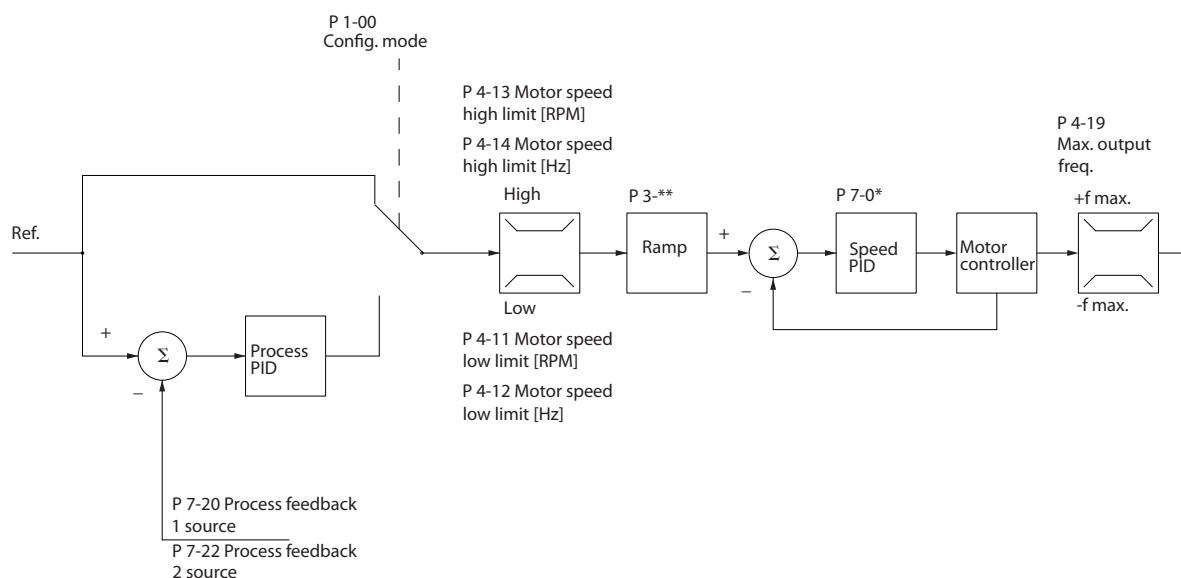 P 1-00
Config. mode
P 4-13 Motor speed
high limit [RPM]
P 4-14 Motor speed
high limit [Hz]
P 4-19
Max. output
freq.
High
P 3-**
P 7-0*
+f max.
Ref.
Ramp
+
Σ
−
Speed
PID
Motor
controller
Low
-f max.
+
Σ
−
Process
PID
P 4-11 Motor speed
low limit [RPM]
P 4-12 Motor speed
low limit [Hz]
P 7-20 Process feedback
1 source
P 7-22 Process feedback
2 source